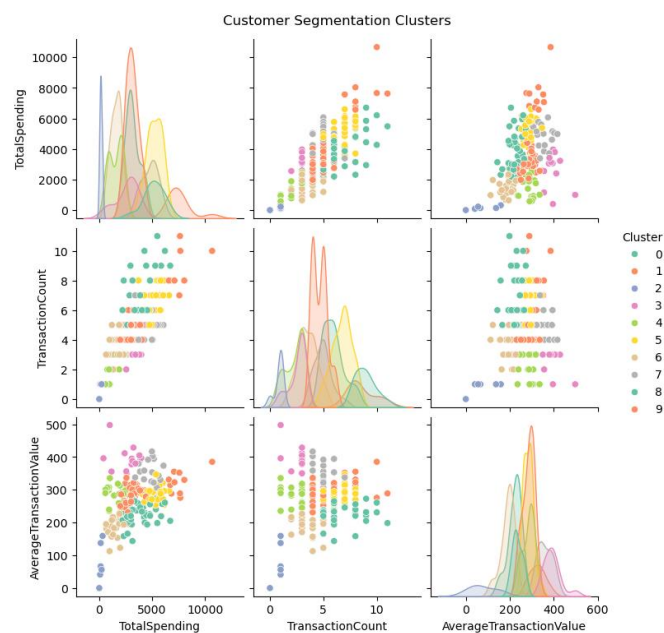 Customer Segmentation Clusters
TotalSpending
10000
8000
6000
4000
2000
0
TransactionCount
10
8
6
4
2
0
AverageTransactionValue
500
400
300
200
100
0
0 5000 10000
TotalSpending
0 5 10
TransactionCount
0 200 400 600
AverageTransactionValue
Cluster
0
1
2
3
4
5
6
7
8
9